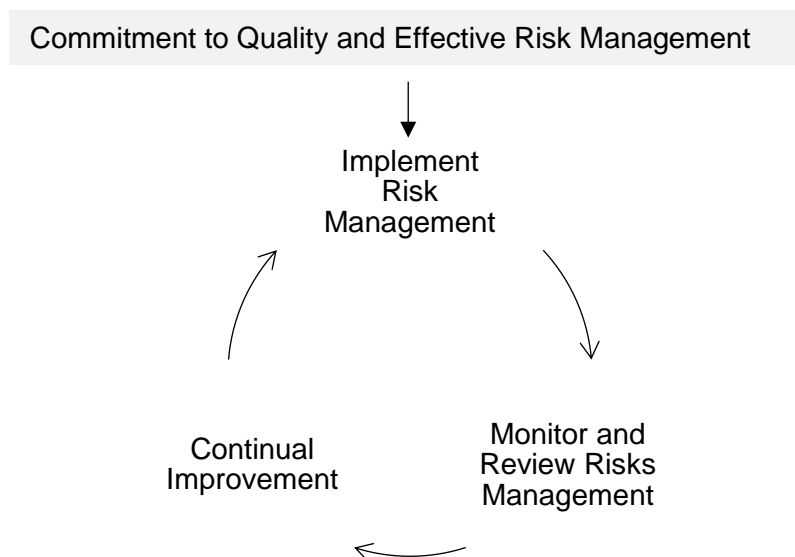 Commitment to Quality and Effective Risk Management
Implement
Risk
Management
Continual
Improvement
Monitor and
Review Risks
Management